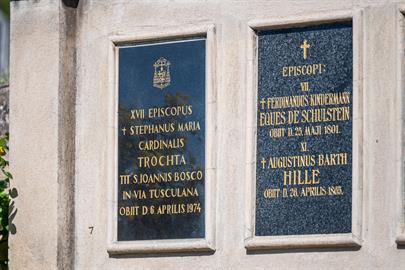 XVII EPISCOPUS
✝ STEPHANUS MARIA
CARDINALIS
TROCHTA
TIT. S. IOANNIS BOSCO
IN VIA TUSCULANA
OBIIT D 6. APRILIS 1974
7
EPISCOPI:
VII.
✝ FERDINANDUS KINDERMANN
EQUES DE SCHULSTEIN
OBIIT D. 25. MAJI 1801.
XI.
✝ AUGUSTINUS BARTH.
HILLE
OBIIT D. 26. APRILIS 1865.